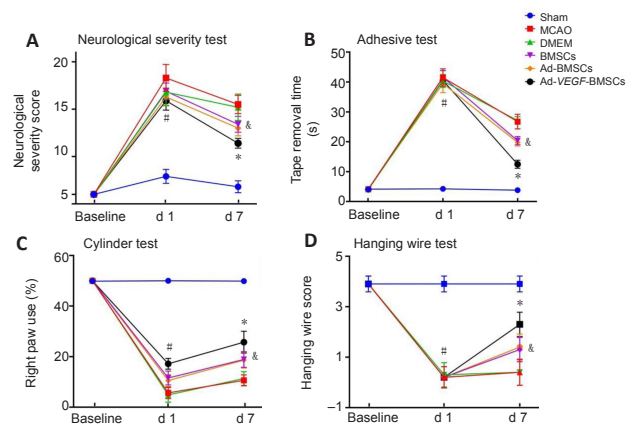 A
Neurological severity test
Neurological
severity score
20
15
10
5
#
&
*
Baseline
d 1
d 7
B
Adhesive test
Tape removal time
(s)
50
40
30
20
10
0
#
&
*
Baseline
d 1
d 7
Sham
MCAO
DMEM
BMSCs
Ad-BMSCs
Ad-VEGF-BMSCs
C
Cylinder test
Right paw use (%)
60
40
20
0
#
*
&
Baseline
d 1
d 7
D
Hanging wire test
Hanging wire score
5
3
1
–1
#
*
&
Baseline
d 1
d 7